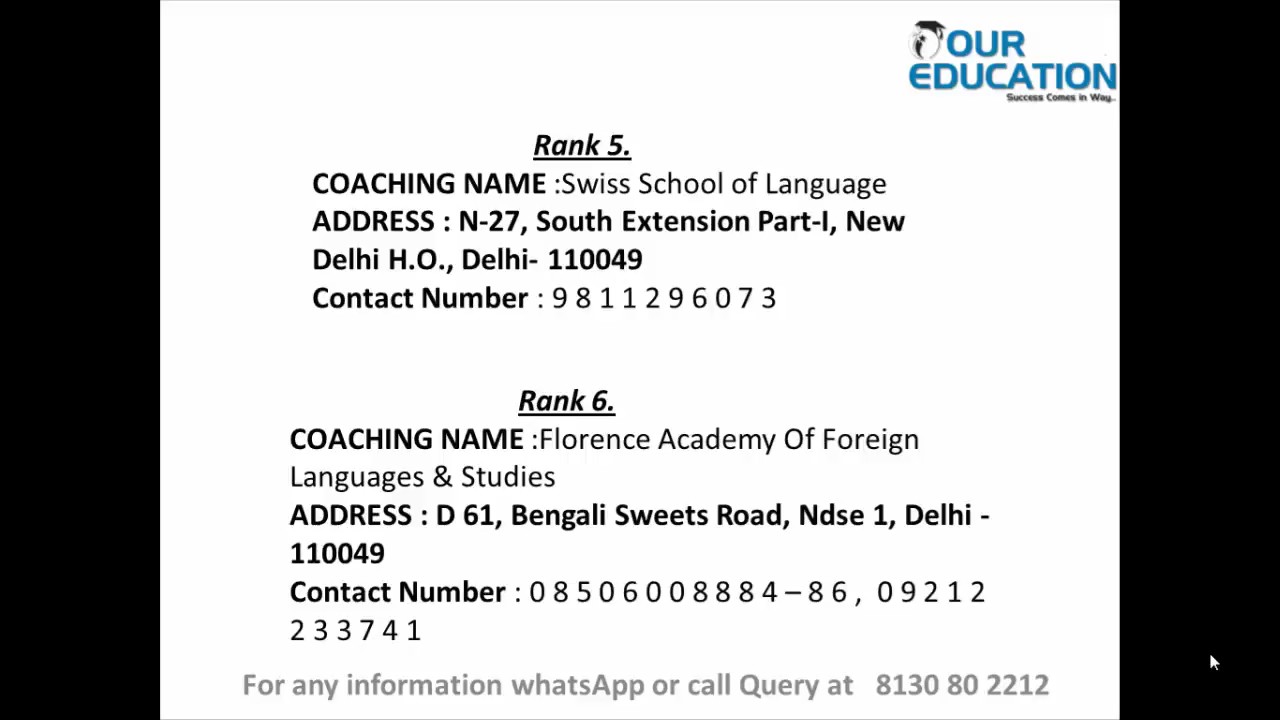 OUR
EDUCATION
Success Comes in Way..
Rank 5.
COACHING NAME :Swiss School of Language
ADDRESS : N-27, South Extension Part-I, New
Delhi H.O., Delhi- 110049
Contact Number : 9 8 1 1 2 9 6 0 7 3
Rank 6.
COACHING NAME :Florence Academy Of Foreign
Languages & Studies
ADDRESS : D 61, Bengali Sweets Road, Ndse 1, Delhi -
110049
Contact Number : 0 8 5 0 6 0 0 8 8 8 4 – 8 6 , 0 9 2 1 2
2 3 3 7 4 1
For any information whatsApp or call Query at 8130 80 2212